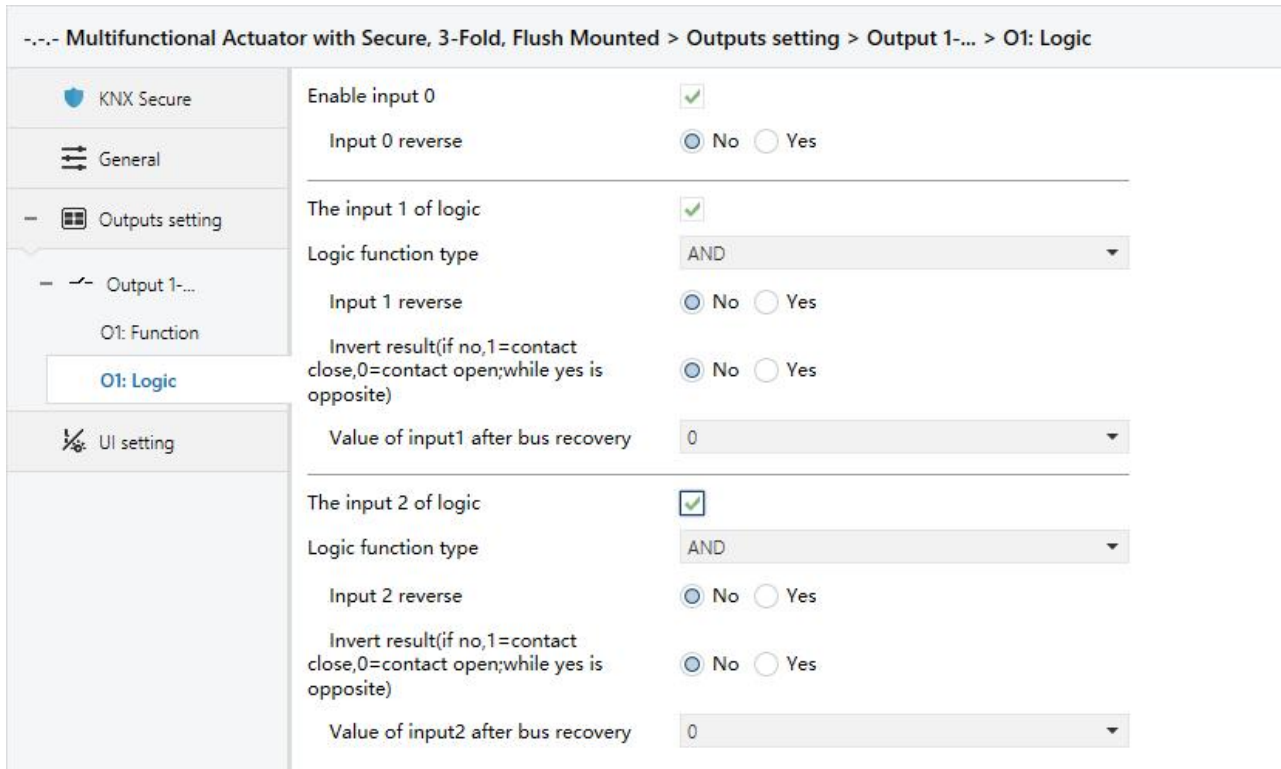 -.-.- Multifunctional Actuator with Secure, 3-Fold, Flush Mounted > Outputs setting > Output 1-... > O1: Logic
KNX Secure
General
Outputs setting
Output 1-...
O1: Function
O1: Logic
UI setting
Enable input 0
Input 0 reverse
No Yes
The input 1 of logic
Logic function type
AND
Input 1 reverse
No Yes
Invert result(if no,1=contact
close,0=contact open;while yes is
opposite)
No Yes
Value of input1 after bus recovery
0
The input 2 of logic
Logic function type
AND
Input 2 reverse
No Yes
Invert result(if no,1=contact
close,0=contact open;while yes is
opposite)
No Yes
Value of input2 after bus recovery
0